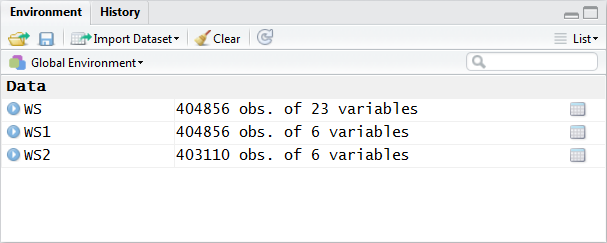 Environment History
Import Dataset Clear List
Global Environment
Data
WS 404856 obs. of 23 variables
WS1 404856 obs. of 6 variables
WS2 403110 obs. of 6 variables